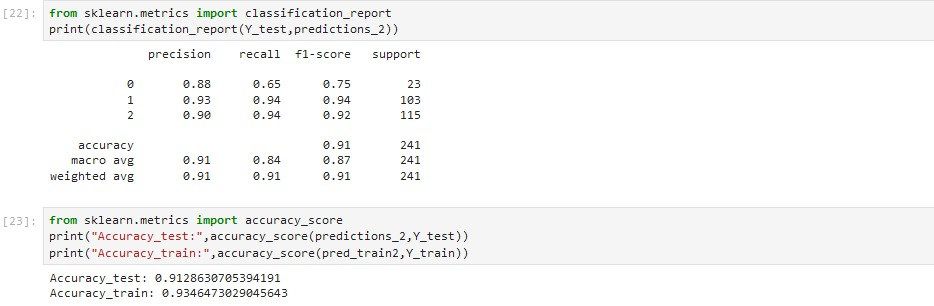 [22]: from sklearn.metrics import classification_report
print(classification_report(Y_test,predictions_2))
precision recall f1-score support
0 0.88 0.65 0.75 23
1 0.93 0.94 0.94 103
2 0.90 0.94 0.92 115
accuracy 0.91 241
macro avg 0.91 0.84 0.87 241
weighted avg 0.91 0.91 0.91 241
[23]: from sklearn.metrics import accuracy_score
print("Accuracy_test:",accuracy_score(predictions_2,Y_test))
print("Accuracy_train:",accuracy_score(pred_train2,Y_train))
Accuracy_test: 0.9128630705394191
Accuracy_train: 0.9346473029045643